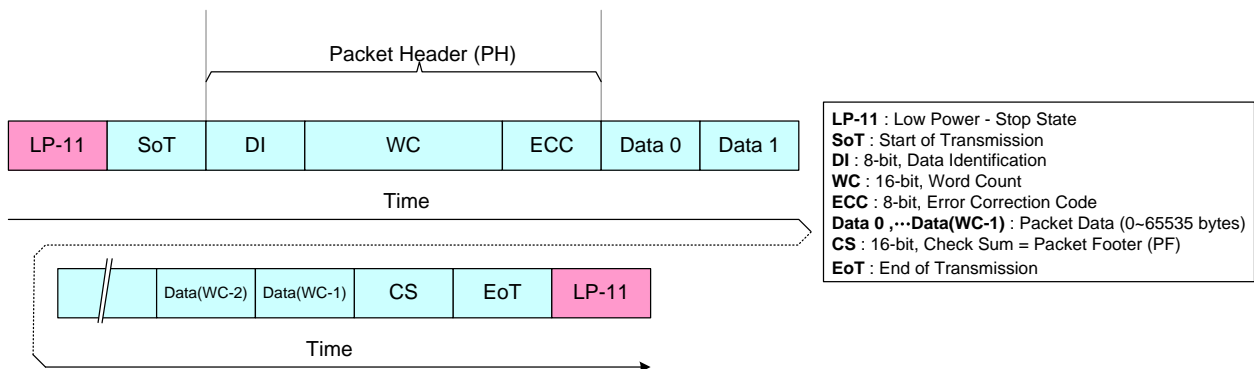 Packet Header (PH)
LP-11 SoT DI WC ECC Data 0 Data 1
Time
Data(WC-2) Data(WC-1) CS EoT LP-11
Time
LP-11 : Low Power - Stop State
SoT : Start of Transmission
DI : 8-bit, Data Identification
WC : 16-bit, Word Count
ECC : 8-bit, Error Correction Code
Data 0 ,⋯Data(WC-1) : Packet Data (0~65535 bytes)
CS : 16-bit, Check Sum = Packet Footer (PF)
EoT : End of Transmission